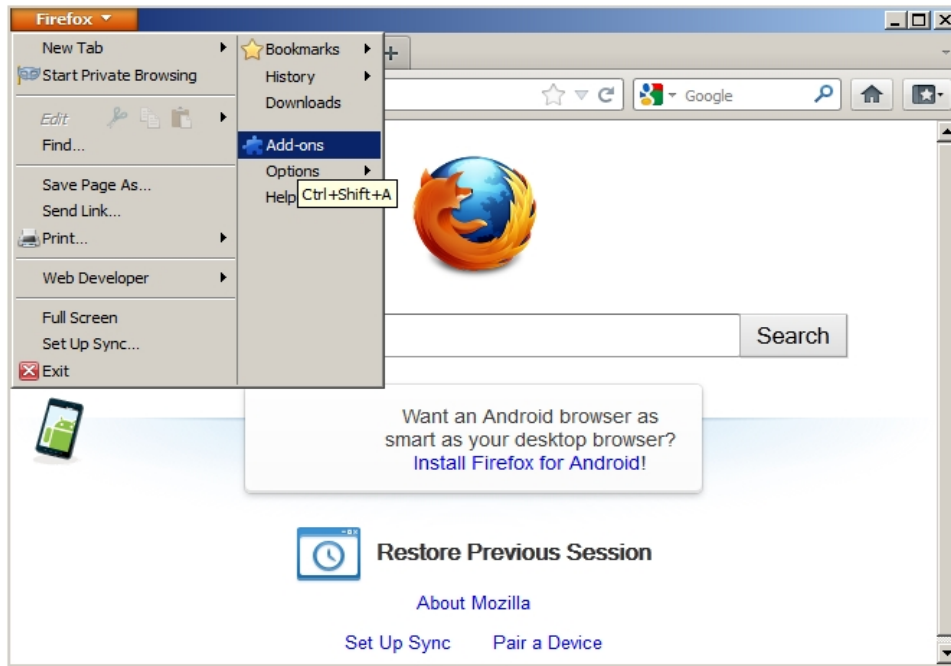 Firefox
New Tab
Start Private Browsing
Edit
Find...
Save Page As...
Send Link...
Print...
Web Developer
Full Screen
Set Up Sync...
Exit
Bookmarks
History
Downloads
Add-ons
Options
Help
Ctrl+Shift+A
Google
Search
Want an Android browser as
smart as your desktop browser?
Install Firefox for Android!
Restore Previous Session
About Mozilla
Set Up Sync Pair a Device